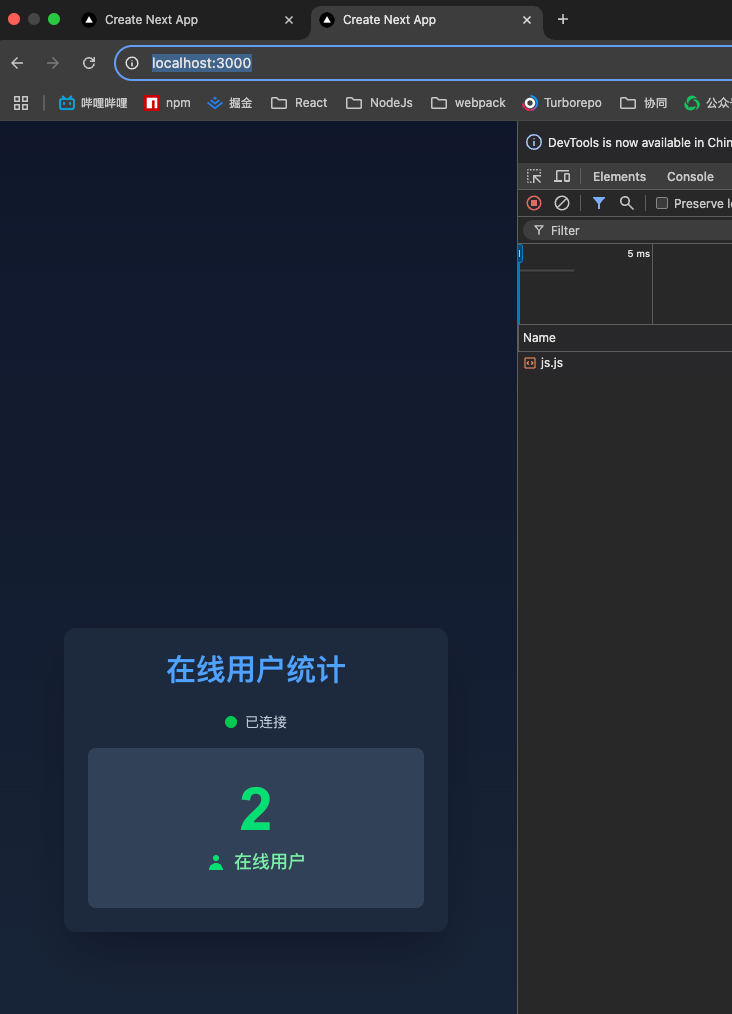 Create Next App
Create Next App
localhost:3000
哔哩哔哩
npm
掘金
React
NodeJs
webpack
Turborepo
协同
公众
DevTools is now available in Chin
Elements
Console
Preserve
Filter
5 ms
Name
js.js
在线用户统计
已连接
2
在线用户